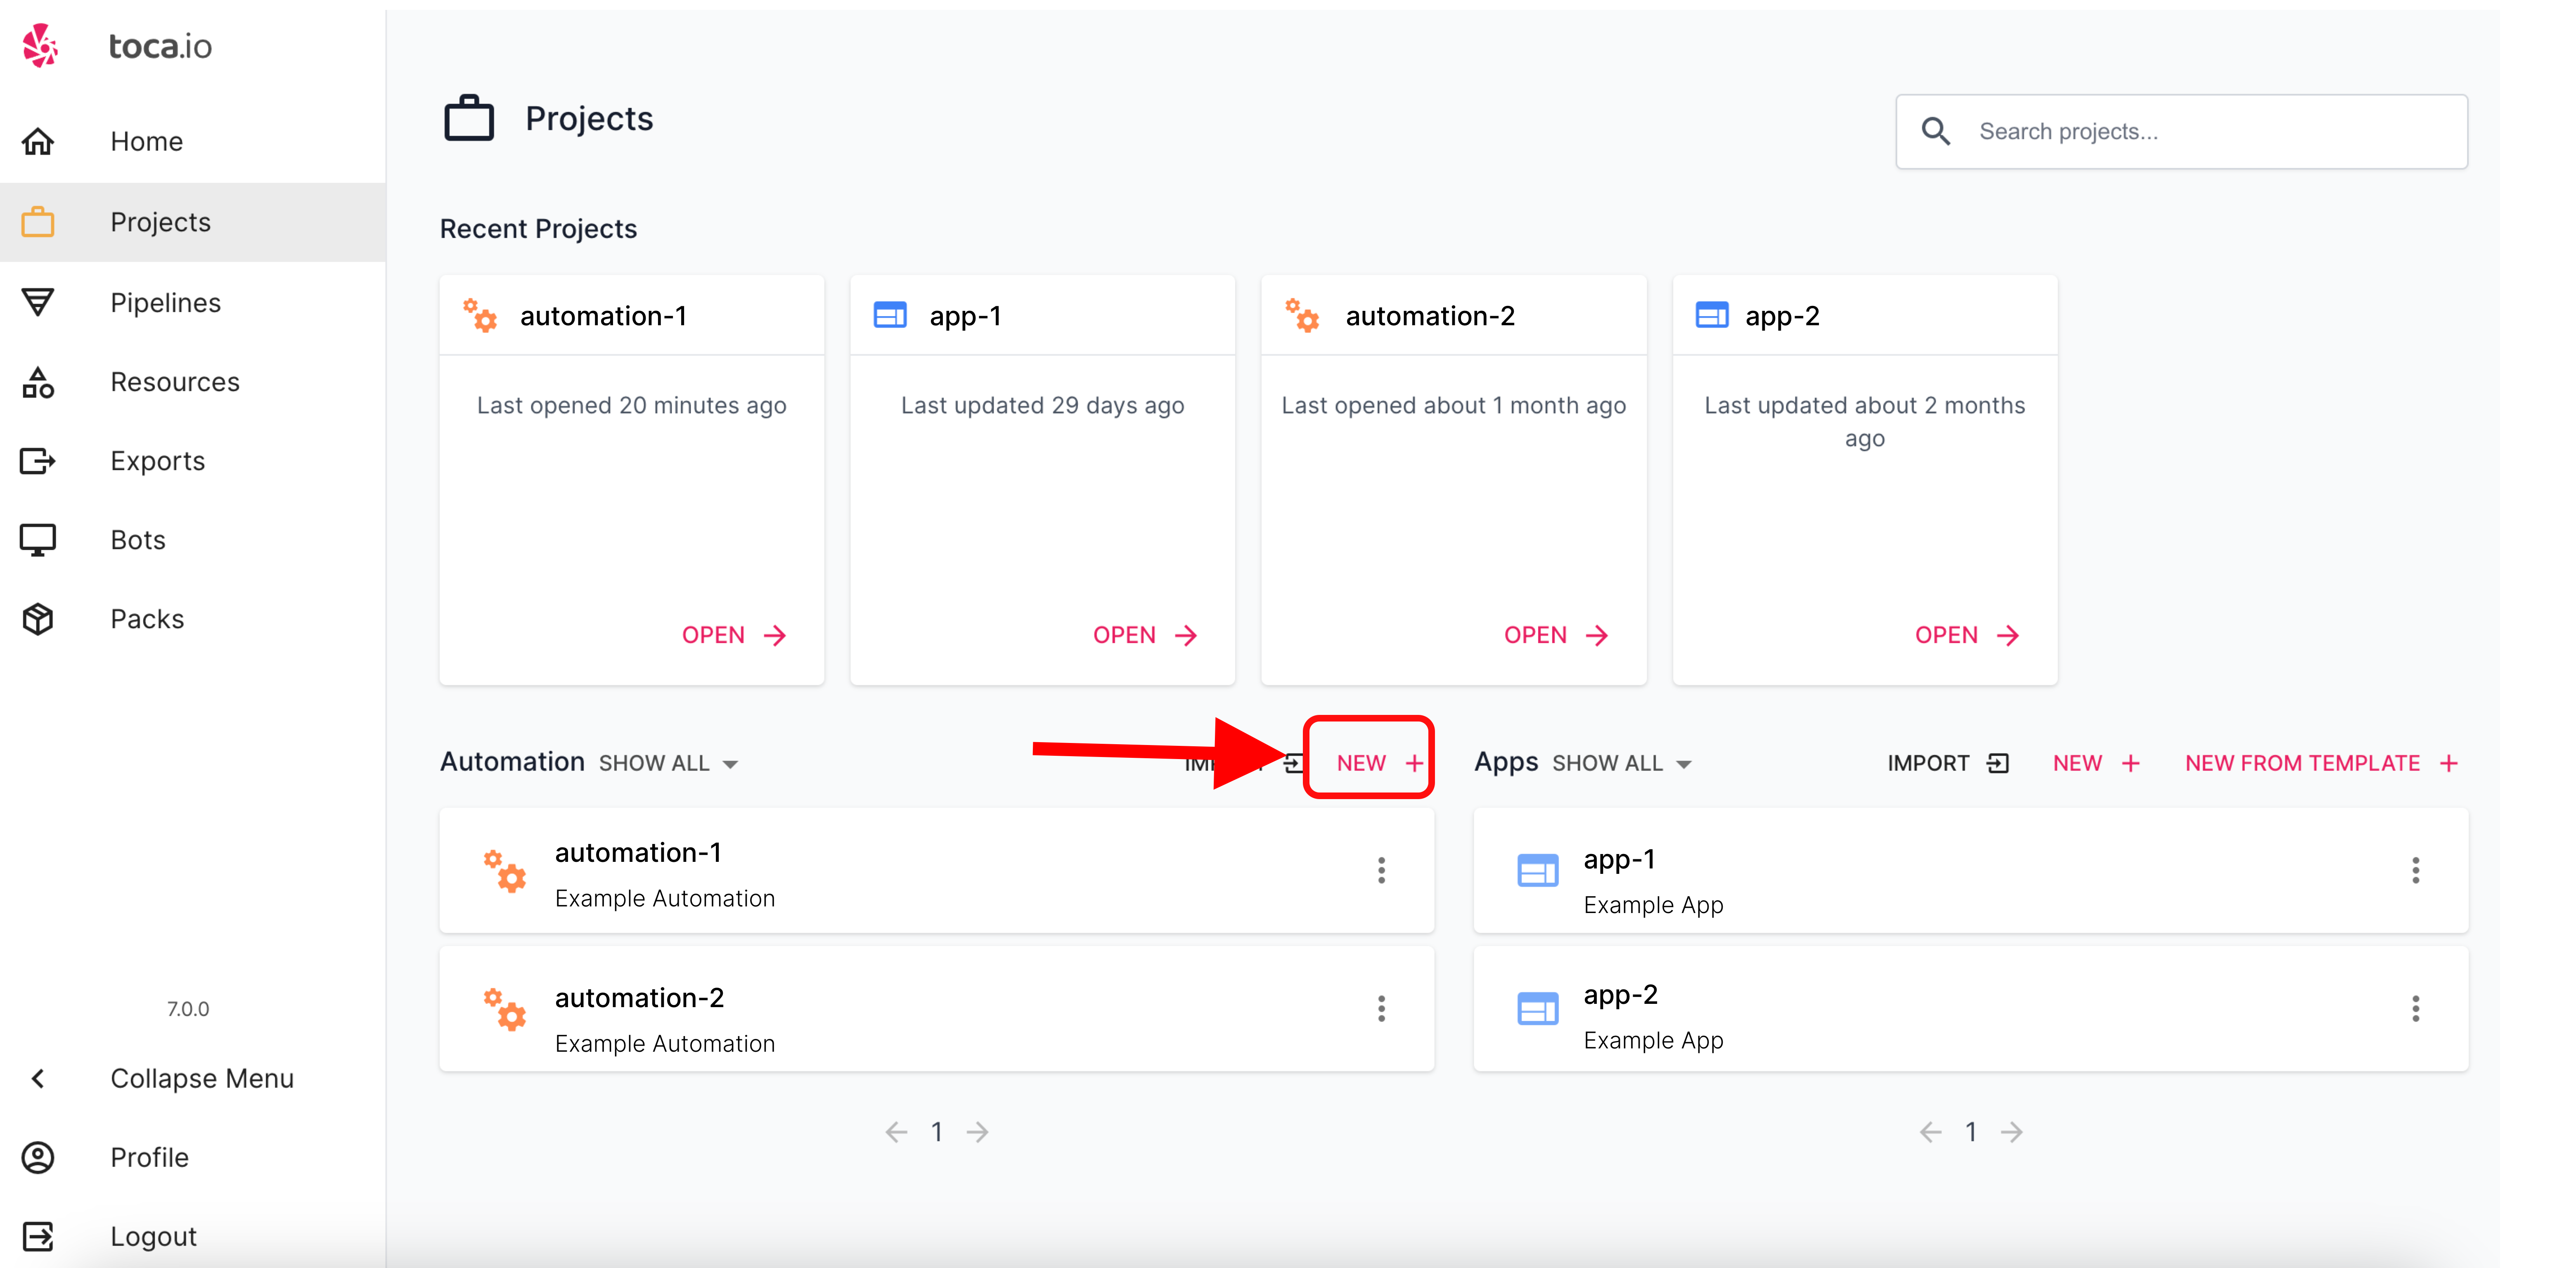 toca.io
Home
Projects
Pipelines
Resources
Exports
Bots
Packs
7.0.0
Collapse Menu
Profile
Logout
Projects
Search projects...
Recent Projects
automation-1
Last opened 20 minutes ago
OPEN
app-1
Last updated 29 days ago
OPEN
automation-2
Last opened about 1 month ago
OPEN
app-2
Last updated about 2 months
ago
OPEN
Automation SHOW ALL NEW +
automation-1
Example Automation
automation-2
Example Automation
1
Apps SHOW ALL IMPORT NEW + NEW FROM TEMPLATE +
app-1
Example App
app-2
Example App
1